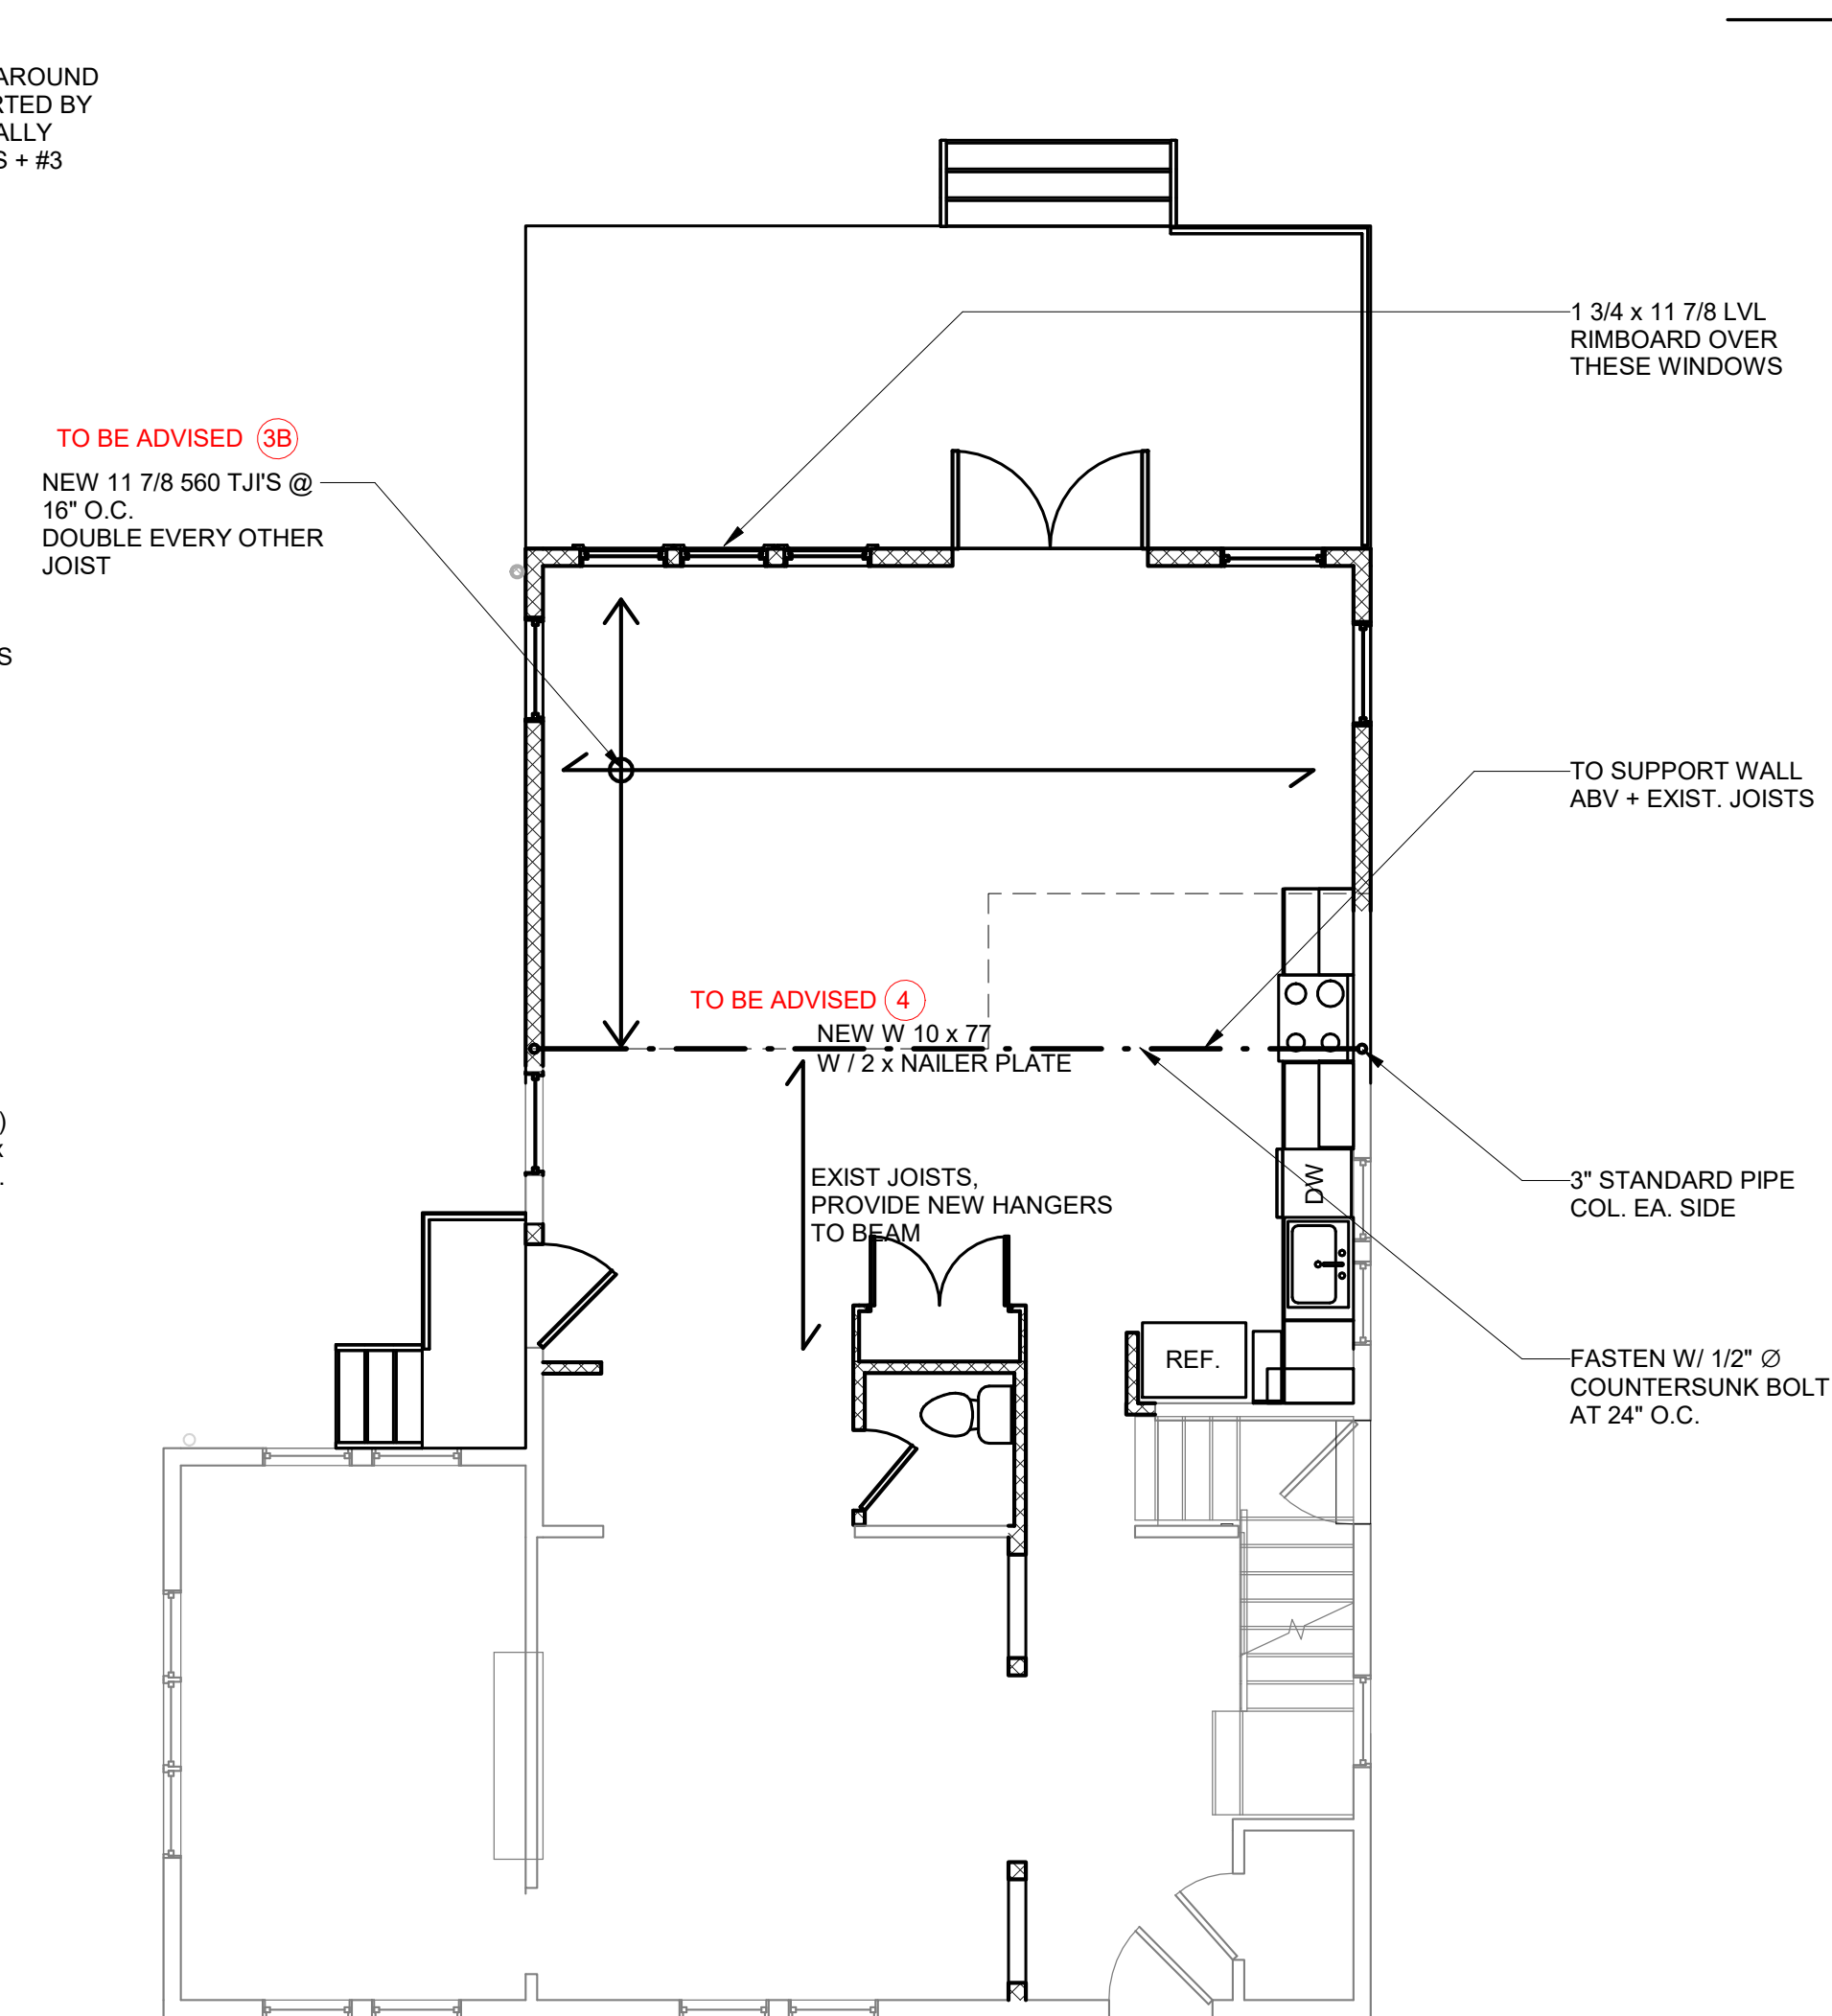 AROUND
RTED BY
ALLY
S + #3
1 3/4 x 11 7/8 LVL
RIMBOARD OVER
THESE WINDOWS
TO BE ADVISED 3B
NEW 11 7/8 560 TJI'S @
16" O.C.
DOUBLE EVERY OTHER
JOIST
S
TO SUPPORT WALL
ABV + EXIST. JOISTS
TO BE ADVISED 4
NEW W 10 x 77
W / 2 x NAILER PLATE
)
x
.
EXIST JOISTS,
PROVIDE NEW HANGERS
TO BEAM
DW
3" STANDARD PIPE
COL. EA. SIDE
REF.
FASTEN W/ 1/2" Ø
COUNTERSUNK BOLT
AT 24" O.C.